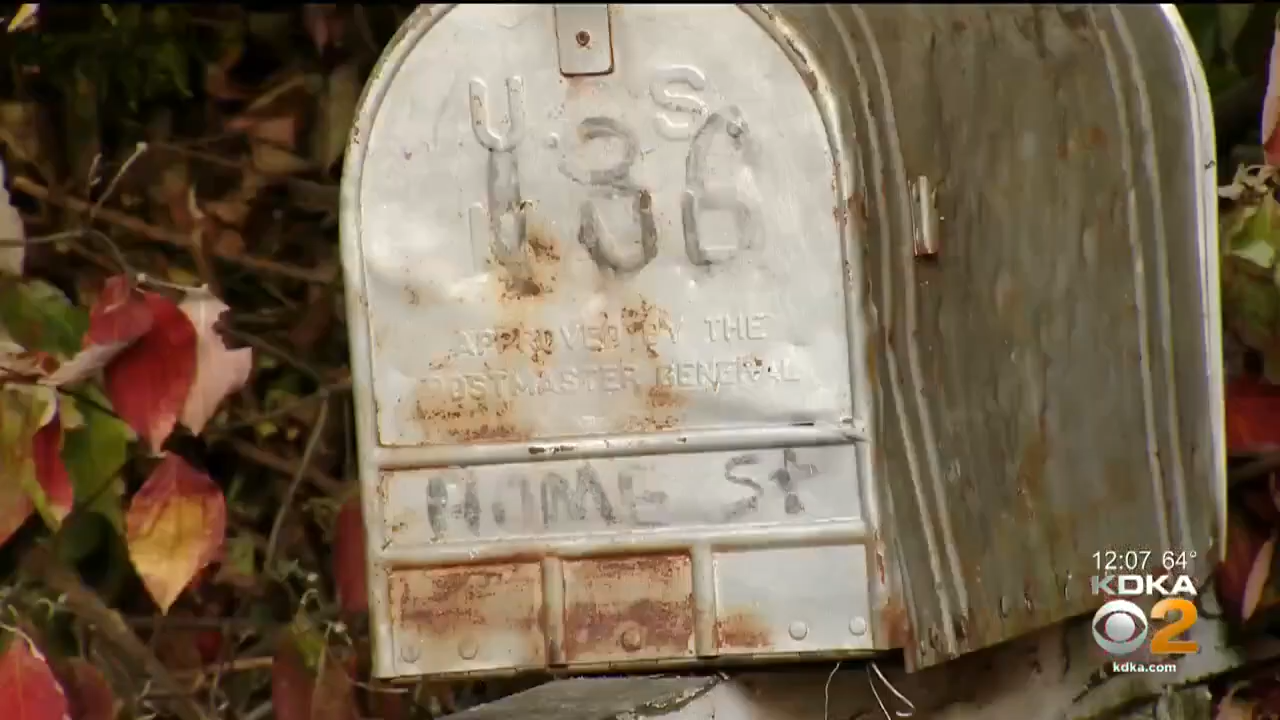 U.S.
136
APPROVED BY THE
POSTMASTER GENERAL
HOME St
12:07 64°
KDKA
2
kdka.com